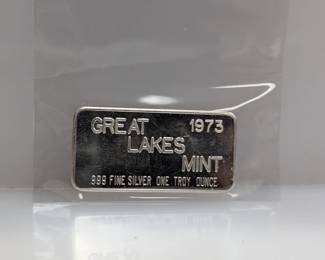 GREAT 1973
LAKES
MINT
999 FINE SILVER ONE TROY OUNCE